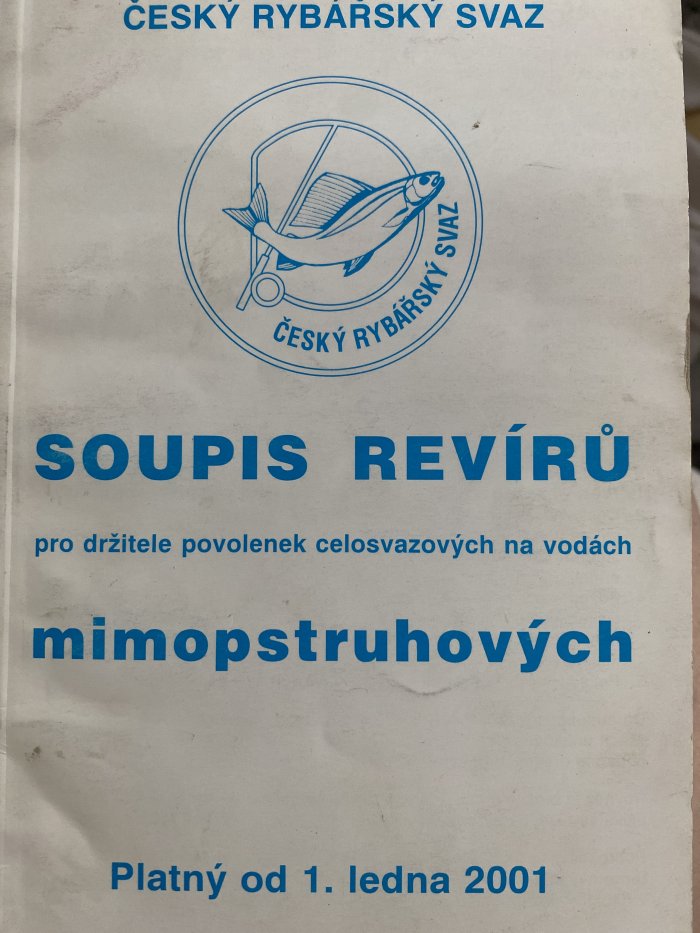 ČESKÝ RYBÁŘSKÝ SVAZ
ČESKÝ RYBÁŘSKÝ SVAZ
SOUPIS REVÍRŮ
pro držitele povolenek celosvazových na vodách
mimopstruhových
Platný od 1. ledna 2001